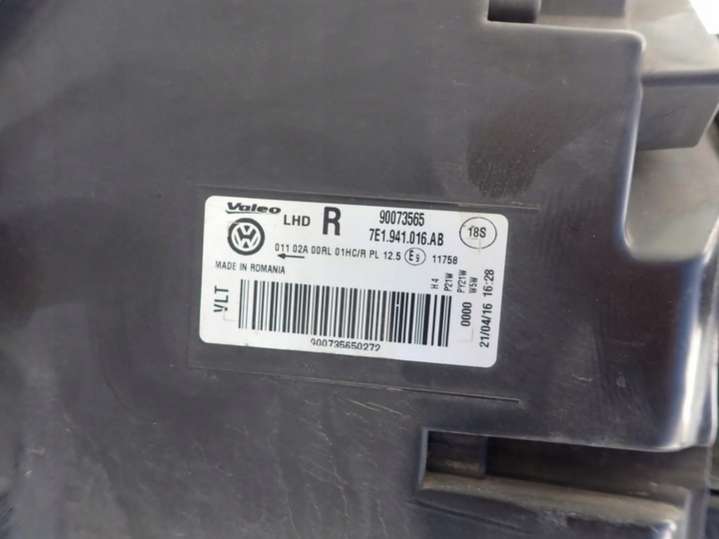 Valeo
LHD R 90073565
7E1.941.016.AB
18S
011 02A 00RL 01HC/R PL 12.5 E9 11758
MADE IN ROMANIA
VLT
H4
P21W
PY21W
W5W
0000
21/04/16 16:28
900735650272